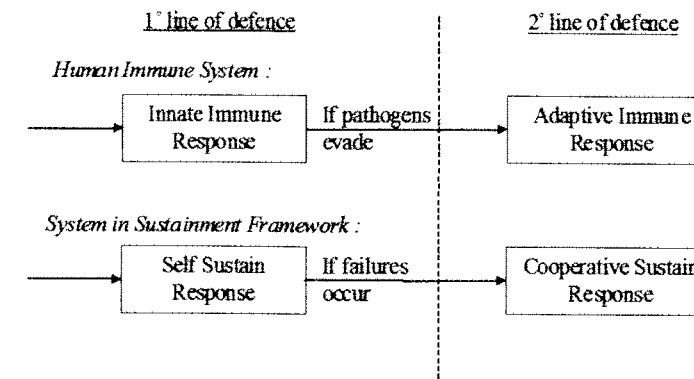 1° line of defence
2° line of defence
Human Immune System :
Innate Immune
Response
If pathogens
evade
Adaptive Immune
Response
System in Sustainment Framework :
Self Sustain
Response
If failures
occur
Cooperative Sustain
Response